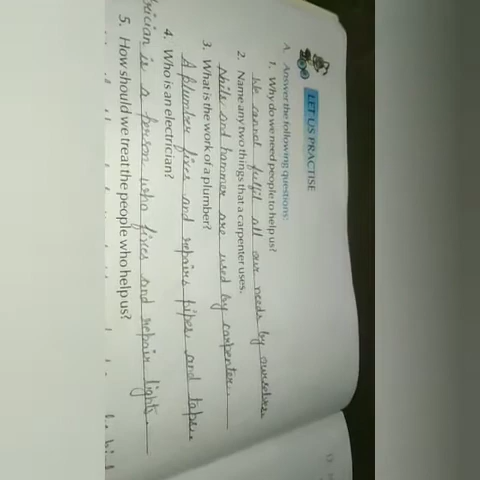 LET US PRACTISE
A. Answer the following questions:
1. Why do we need people to help us?
We cannot fulfil all our needs by ourselves.
2. Name any two things that a carpenter uses.
Nails and hammer are used by carpenter.
3. What is the work of a plumber?
A plumber fixes and repairs pipes and taps.
4. Who is an electrician?
is a person who fixes and repair lights.
5. How should we treat the people who help us?